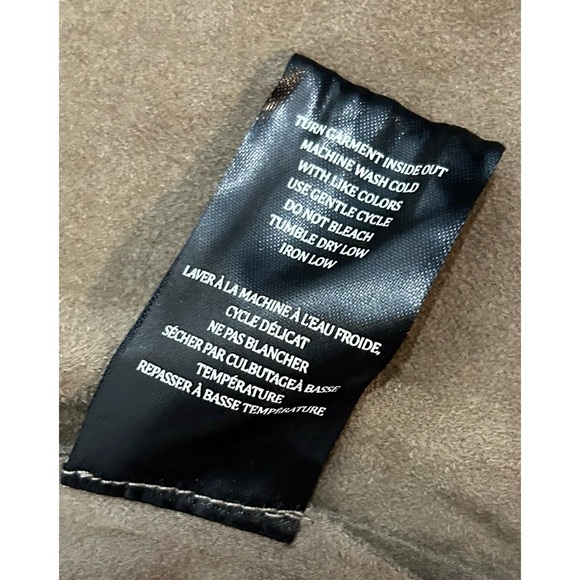 TURN GARMENT INSIDE OUT
MACHINE WASH COLD
WITH LIKE COLORS
USE GENTLE CYCLE
DO NOT BLEACH
TUMBLE DRY LOW
IRON LOW
LAVER À LA MACHINE À L'EAU FROIDE,
CYCLE DÉLICAT
NE PAS BLANCHER
SÉCHER PAR CULBUTAGEÀ BASSE
TEMPÉRATURE
REPASSER À BASSE TEMPÉRATURE